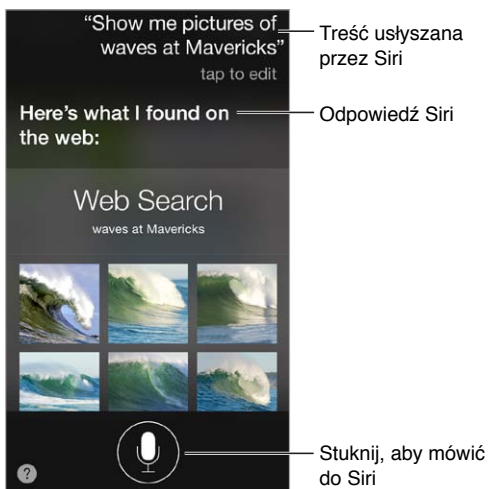 “Show me pictures of
waves at Mavericks”
tap to edit
Treść usłyszana
przez Siri
Here’s what I found on
the web:
Odpowiedź Siri
Web Search
waves at Mavericks
?
Stuknij, aby mówić
do Siri